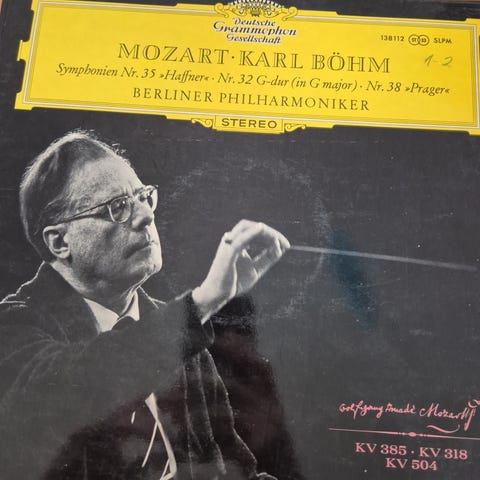 Deutsche
Grammophon
Gesellschaft
138112 SLPM
MOZART · KARL BÖHM
1-2
Symphonien Nr. 35 »Haffner« · Nr. 32 G-dur (in G major) · Nr. 38 »Prager«
BERLINER PHILHARMONIKER
STEREO
Wolfgang Amadè Mozart
KV 385 · KV 318
KV 504